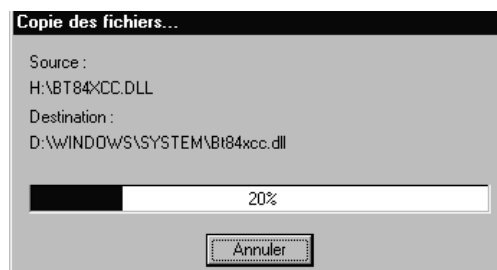 Copie des fichiers...
Source :
H:\BT84XCC.DLL
Destination :
D:\WINDOWS\SYSTEM\Bt84xcc.dll
20%
Annuler